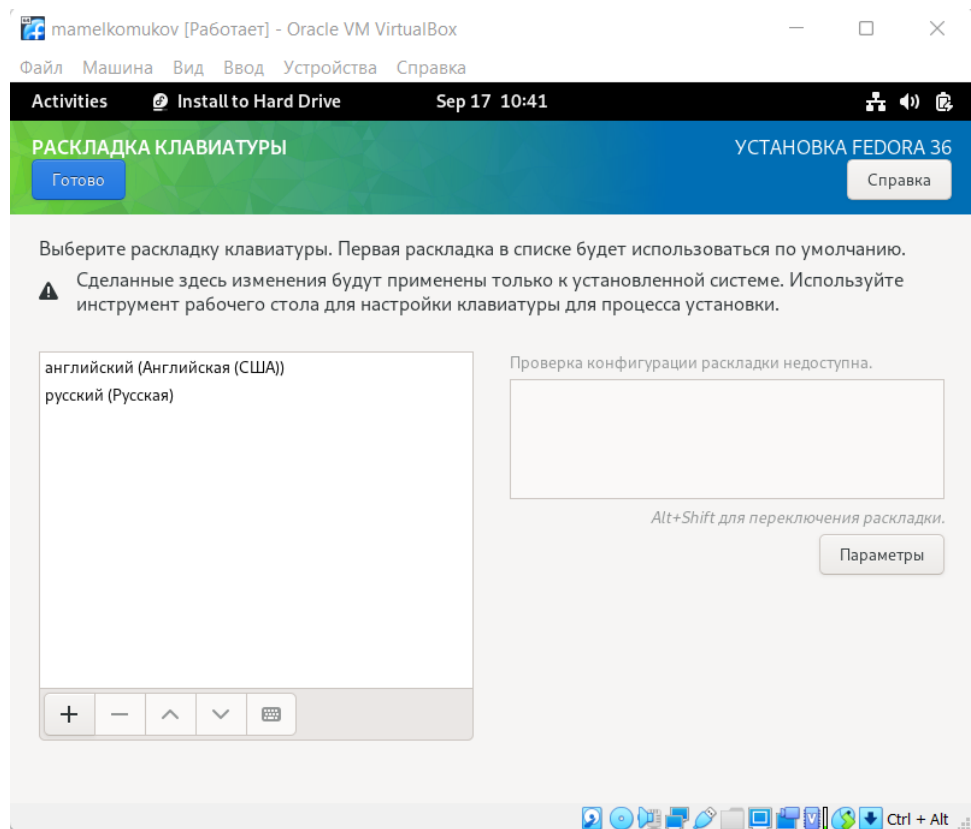 mamelkomukov [Работает] - Oracle VM VirtualBox
Файл Машина Вид Ввод Устройства Справка
Activities Install to Hard Drive Sep 17 10:41
РАСКЛАДКА КЛАВИАТУРЫ УСТАНОВКА FEDORA 36
Готово Справка
Выберите раскладку клавиатуры. Первая раскладка в списке будет использоваться по умолчанию.
Сделанные здесь изменения будут применены только к установленной системе. Используйте
инструмент рабочего стола для настройки клавиатуры для процесса установки.
английский (Английская (США))
русский (Русская)
Проверка конфигурации раскладки недоступна.
Alt+Shift для переключения раскладки.
Параметры
Ctrl + Alt